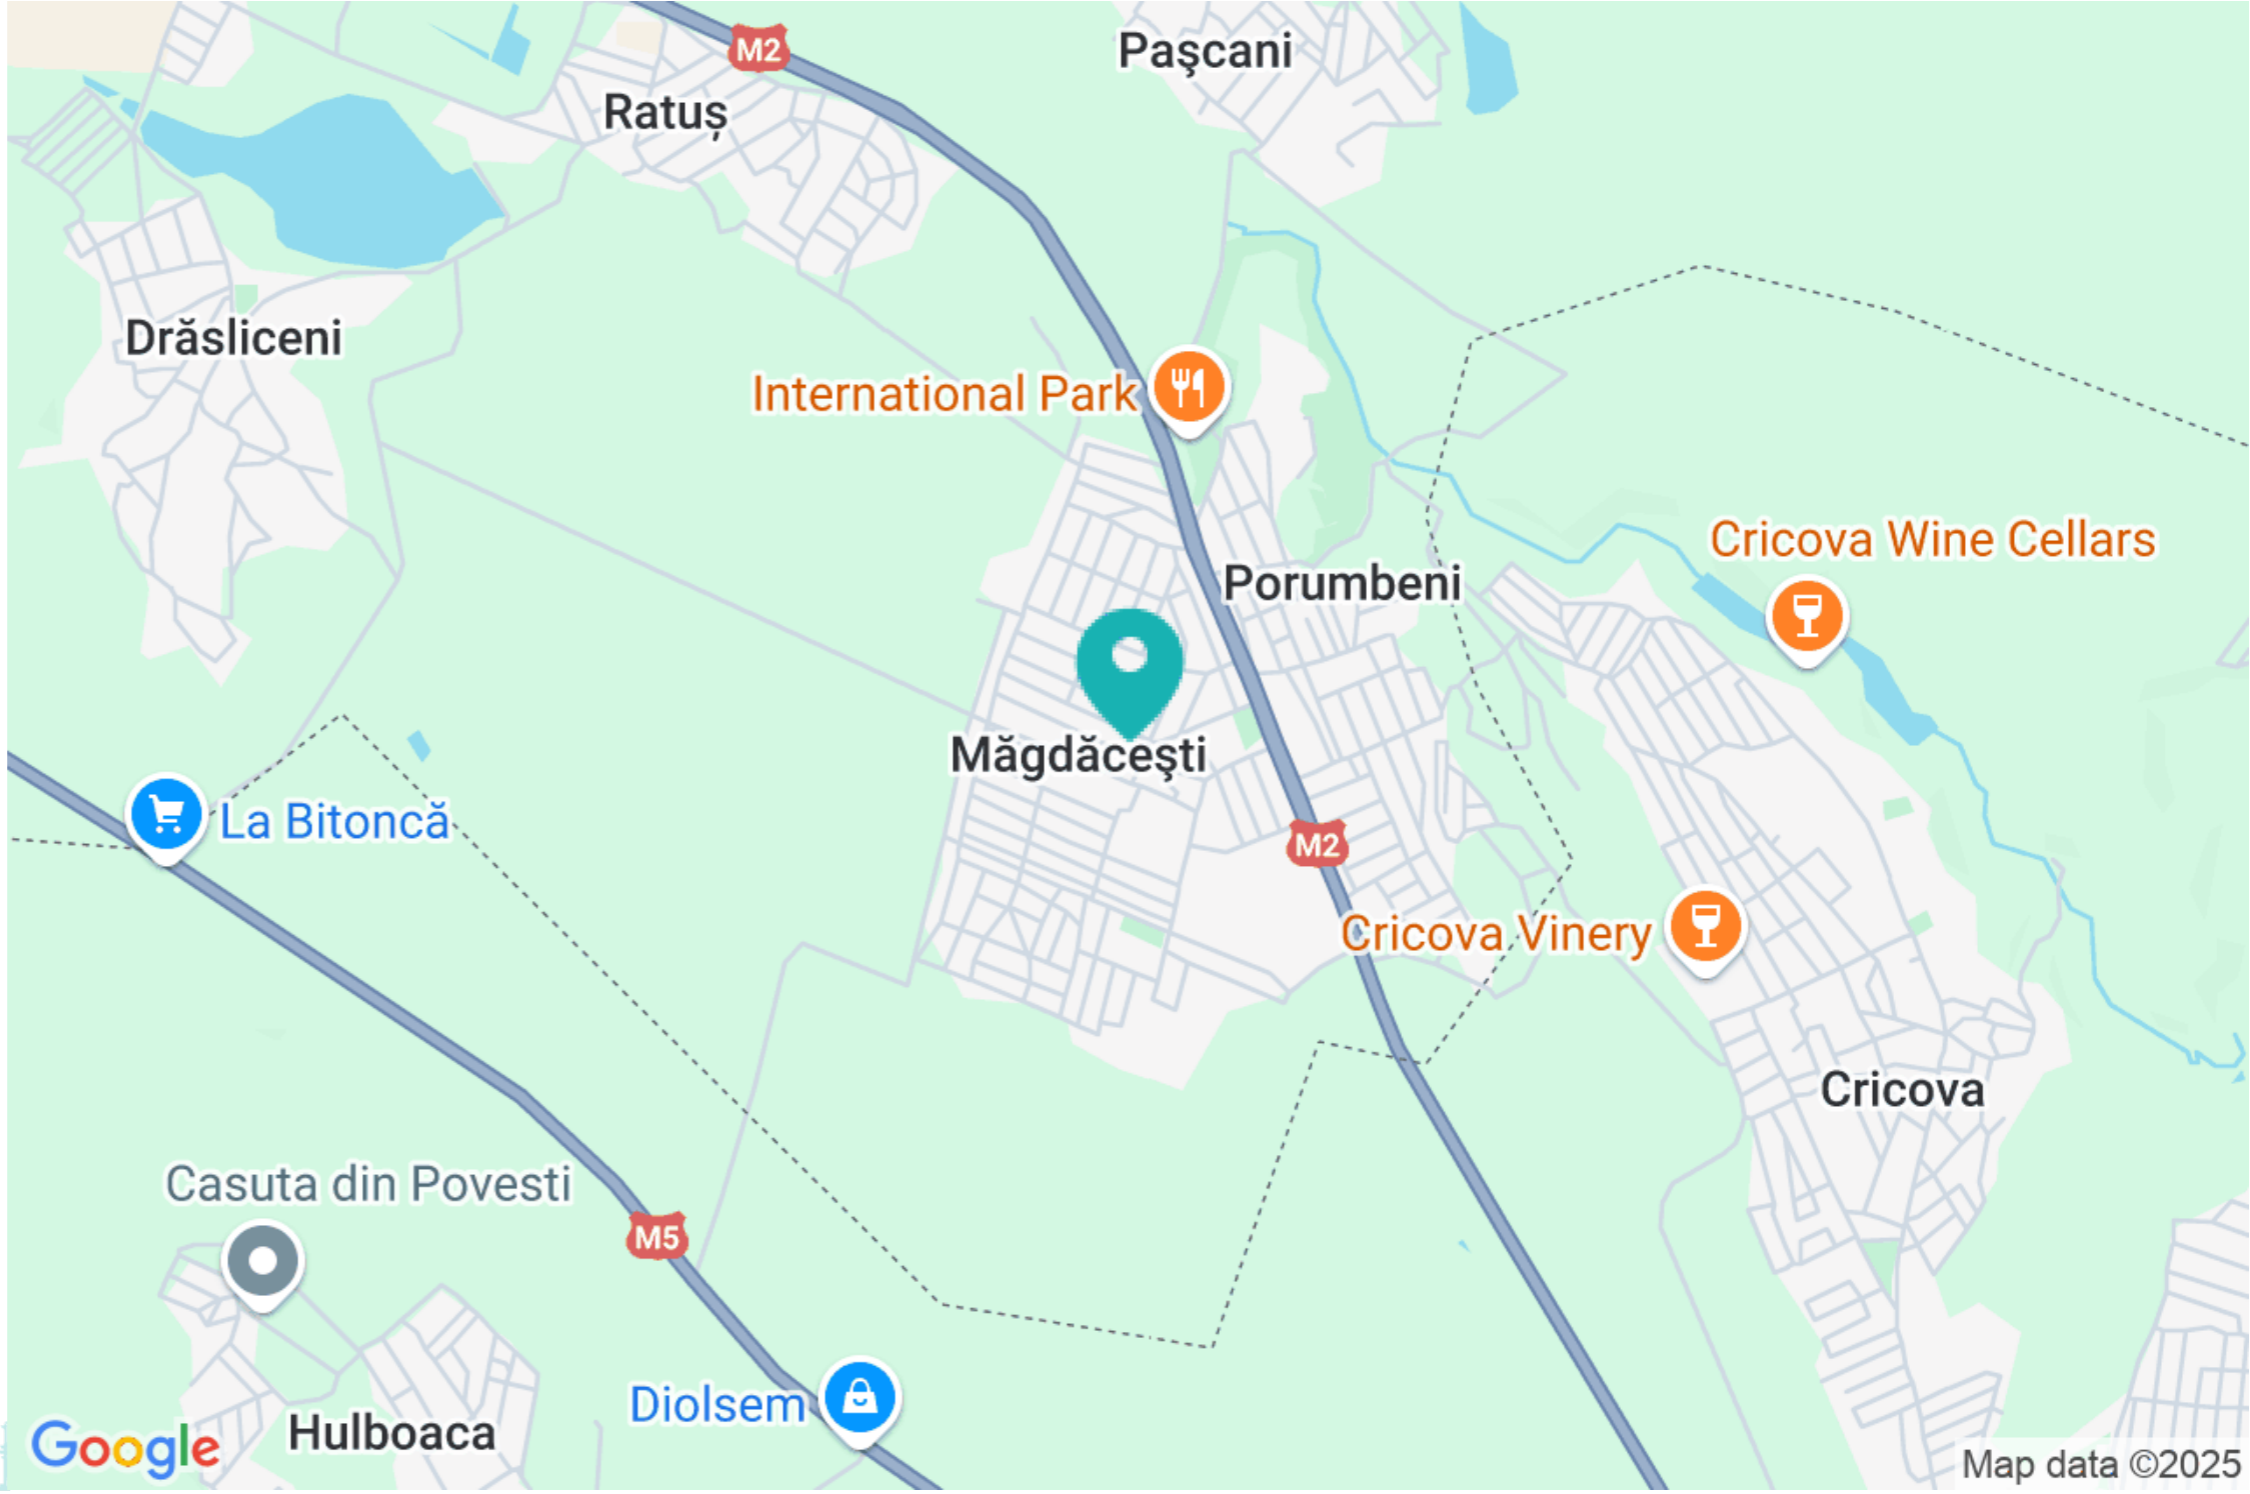 M2
Paşcani
Ratuș
Drăsliceni
International Park
Cricova Wine Cellars
Porumbeni
Măgdăceşti
La Bitoncă
M2
Cricova Vinery
Cricova
Casuta din Povesti
M5
Diolsem
Hulboaca
Google
Map data ©2025